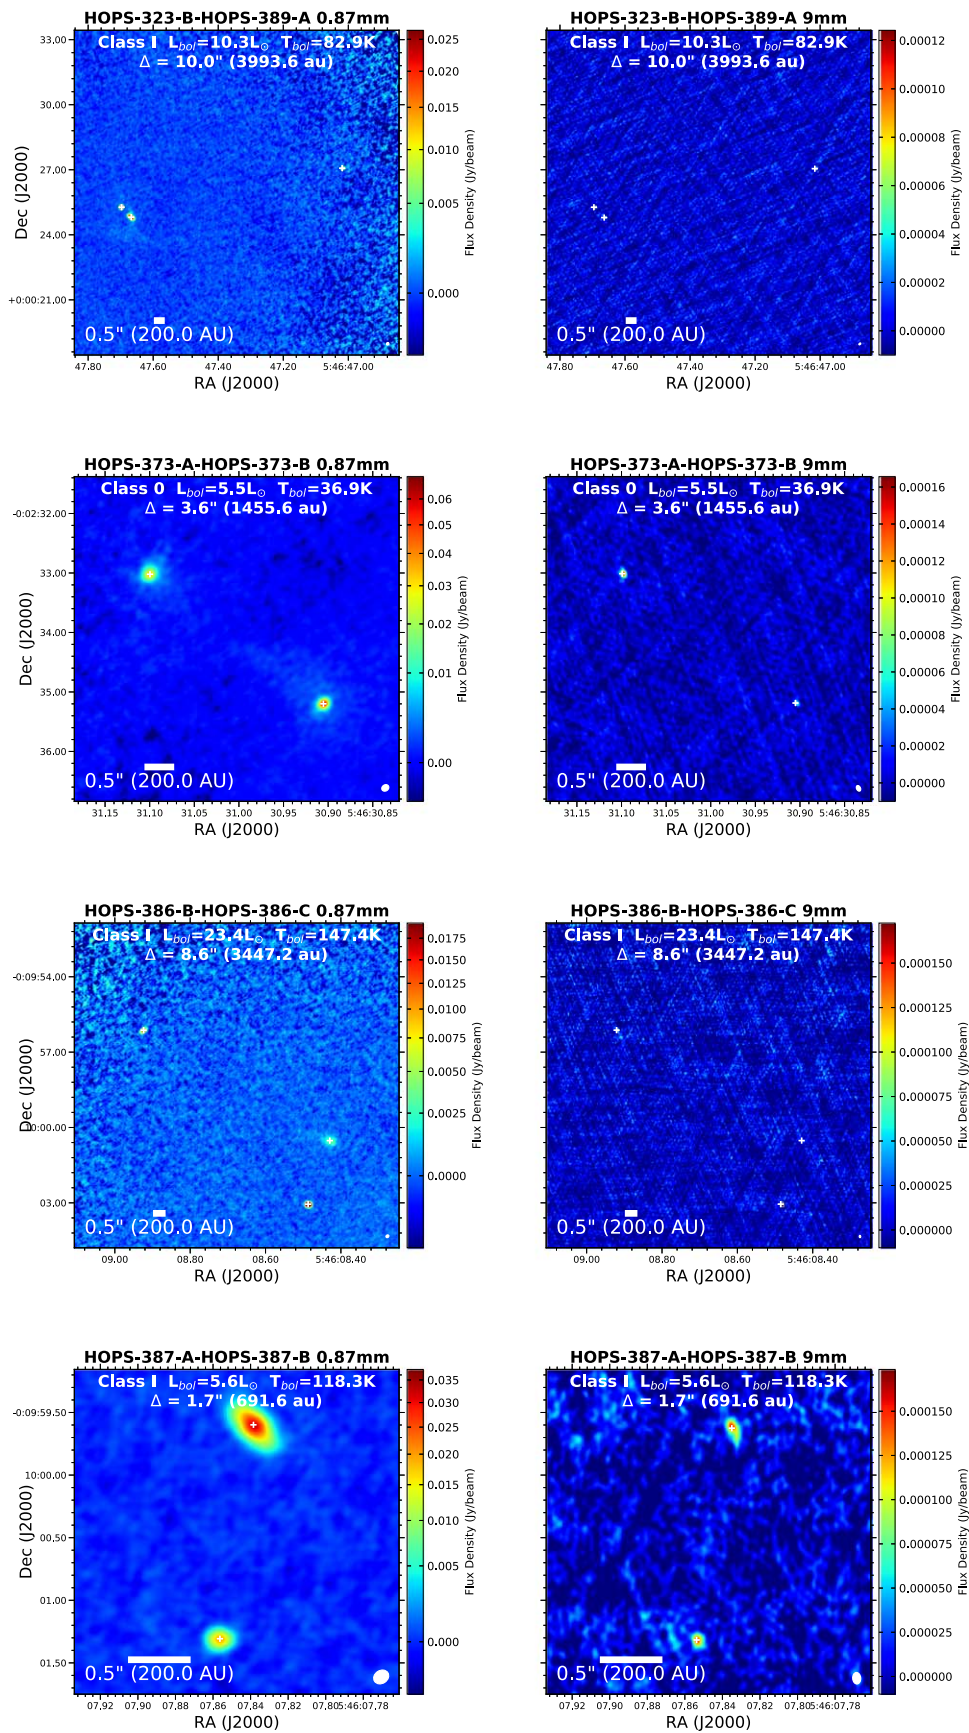 HOPS-323-B-HOPS-389-A 0.87mm
Class I L_bol=10.3L☉ T_bol=82.9K
Δ = 10.0" (3993.6 au)
33.00
30.00
27.00
24.00
+0:00:21.00
Dec (J2000)
0.5" (200.0 AU)
47.80 47.60 47.40 47.20 5:46:47.00
RA (J2000)
0.025
0.020
0.015
0.010
0.005
0.000
Flux Density (Jy/beam)
HOPS-323-B-HOPS-389-A 9mm
Class I L_bol=10.3L☉ T_bol=82.9K
Δ = 10.0" (3993.6 au)
0.5" (200.0 AU)
47.80 47.60 47.40 47.20 5:46:47.00
RA (J2000)
0.00012
0.00010
0.00008
0.00006
0.00004
0.00002
0.00000
Flux Density (Jy/beam)
HOPS-373-A-HOPS-373-B 0.87mm
Class 0 L_bol=5.5L☉ T_bol=36.9K
Δ = 3.6" (1455.6 au)
-0:02:32.00
33.00
34.00
35.00
36.00
Dec (J2000)
0.5" (200.0 AU)
31.15 31.10 31.05 31.00 30.95 30.90 5:46:30.85
RA (J2000)
0.06
0.05
0.04
0.03
0.02
0.01
0.00
Flux Density (Jy/beam)
HOPS-373-A-HOPS-373-B 9mm
Class 0 L_bol=5.5L☉ T_bol=36.9K
Δ = 3.6" (1455.6 au)
0.5" (200.0 AU)
31.15 31.10 31.05 31.00 30.95 30.90 5:46:30.85
RA (J2000)
0.00016
0.00014
0.00012
0.00010
0.00008
0.00006
0.00004
0.00002
0.00000
Flux Density (Jy/beam)
HOPS-386-B-HOPS-386-C 0.87mm
Class I L_bol=23.4L☉ T_bol=147.4K
Δ = 8.6" (3447.2 au)
-0:09:54.00
57.00
0:00.00
03.00
Dec (J2000)
0.5" (200.0 AU)
09.00 08.80 08.60 5:46:08.40
RA (J2000)
0.0175
0.0100
0.0075
0.0050
0.0025
0.0000
Flux Density (Jy/beam)
HOPS-386-B-HOPS-386-C 9mm
Class I L_bol=23.4L☉ T_bol=147.4K
Δ = 8.6" (3447.2 au)
0.5" (200.0 AU)
09.00 08.80 08.60 5:46:08.40
RA (J2000)
0.000150
0.000100
0.000075
0.000050
0.000025
0.000000
Flux Density (Jy/beam)
HOPS-387-A-HOPS-387-B 0.87mm
Class I L_bol=5.6L☉ T_bol=118.3K
Δ = 1.7" (691.6 au)
-0:09:59.50
10:00.00
00.50
01.00
01.50
Dec (J2000)
0.5" (200.0 AU)
07.92 07.90 07.88 07.86 07.84 07.82 07.805:46:07.78
RA (J2000)
0.035
0.030
0.025
0.020
0.015
0.010
0.005
0.000
Flux Density (Jy/beam)
HOPS-387-A-HOPS-387-B 9mm
Class I L_bol=5.6L☉ T_bol=118.3K
Δ = 1.7" (691.6 au)
0.5" (200.0 AU)
07.92 07.90 07.88 07.86 07.84 07.82 07.805:46:07.78
RA (J2000)
0.000150
0.000125
0.000100
0.000075
0.000050
0.000025
0.000000
Flux Density (Jy/beam)